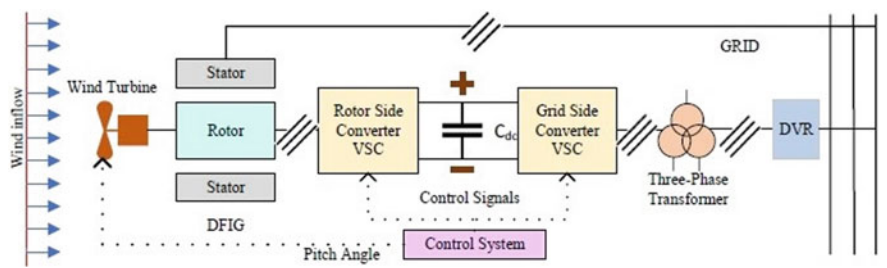 GRID
Stator
Wind Turbine
Wind inflow
Rotor
Rotor Side
Converter
VSC
+
Cdc
−
Grid Side
Converter
VSC
DVR
Three-Phase
Transformer
Stator
Control Signals
DFIG
Control System
Pitch Angle